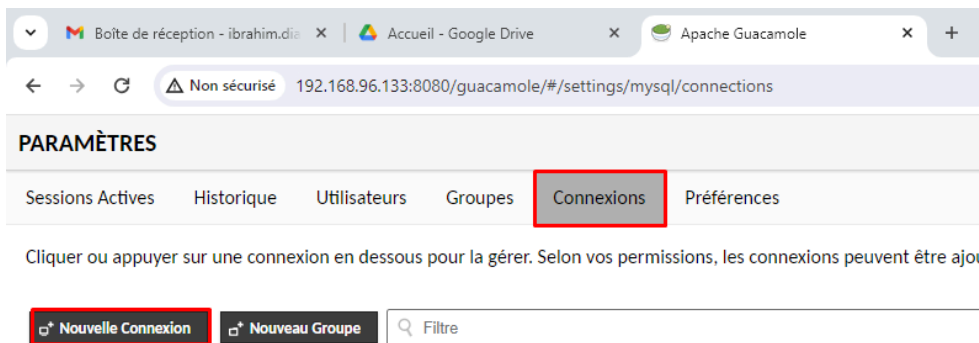 Boîte de réception - ibrahim.dia
Accueil - Google Drive
Apache Guacamole
Non sécurisé 192.168.96.133:8080/guacamole/#/settings/mysql/connections
PARAMÈTRES
Sessions Actives Historique Utilisateurs Groupes Connexions Préférences
Cliquer ou appuyer sur une connexion en dessous pour la gérer. Selon vos permissions, les connexions peuvent être ajou
Nouvelle Connexion Nouveau Groupe Filtre